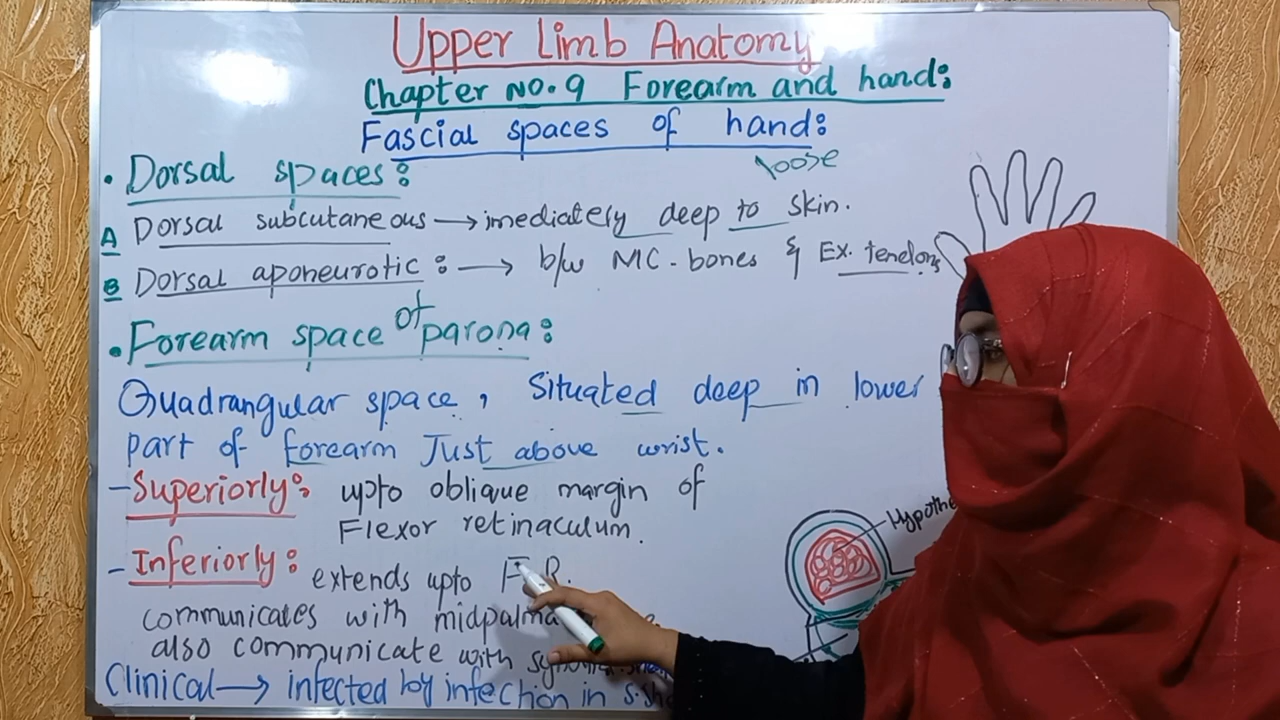 Upper Limb Anatomy
Chapter No.9 Forearm and hand:
Fascial spaces of hand:
• Dorsal spaces:
loose
A Dorsal subcutaneous → imediately deep to skin.
B Dorsal aponeurotic: → b/w MC. bones & Ex. tendons
• Forearm space of parona:
Quadrangular space, Situated deep in lower
part of forearm Just above wrist.
- Superiorly: upto oblique margin of
Flexor retinaculum.
- Inferiorly: extends upto F.R.
communicates with
also communicate with
Clinical → infected by infection in